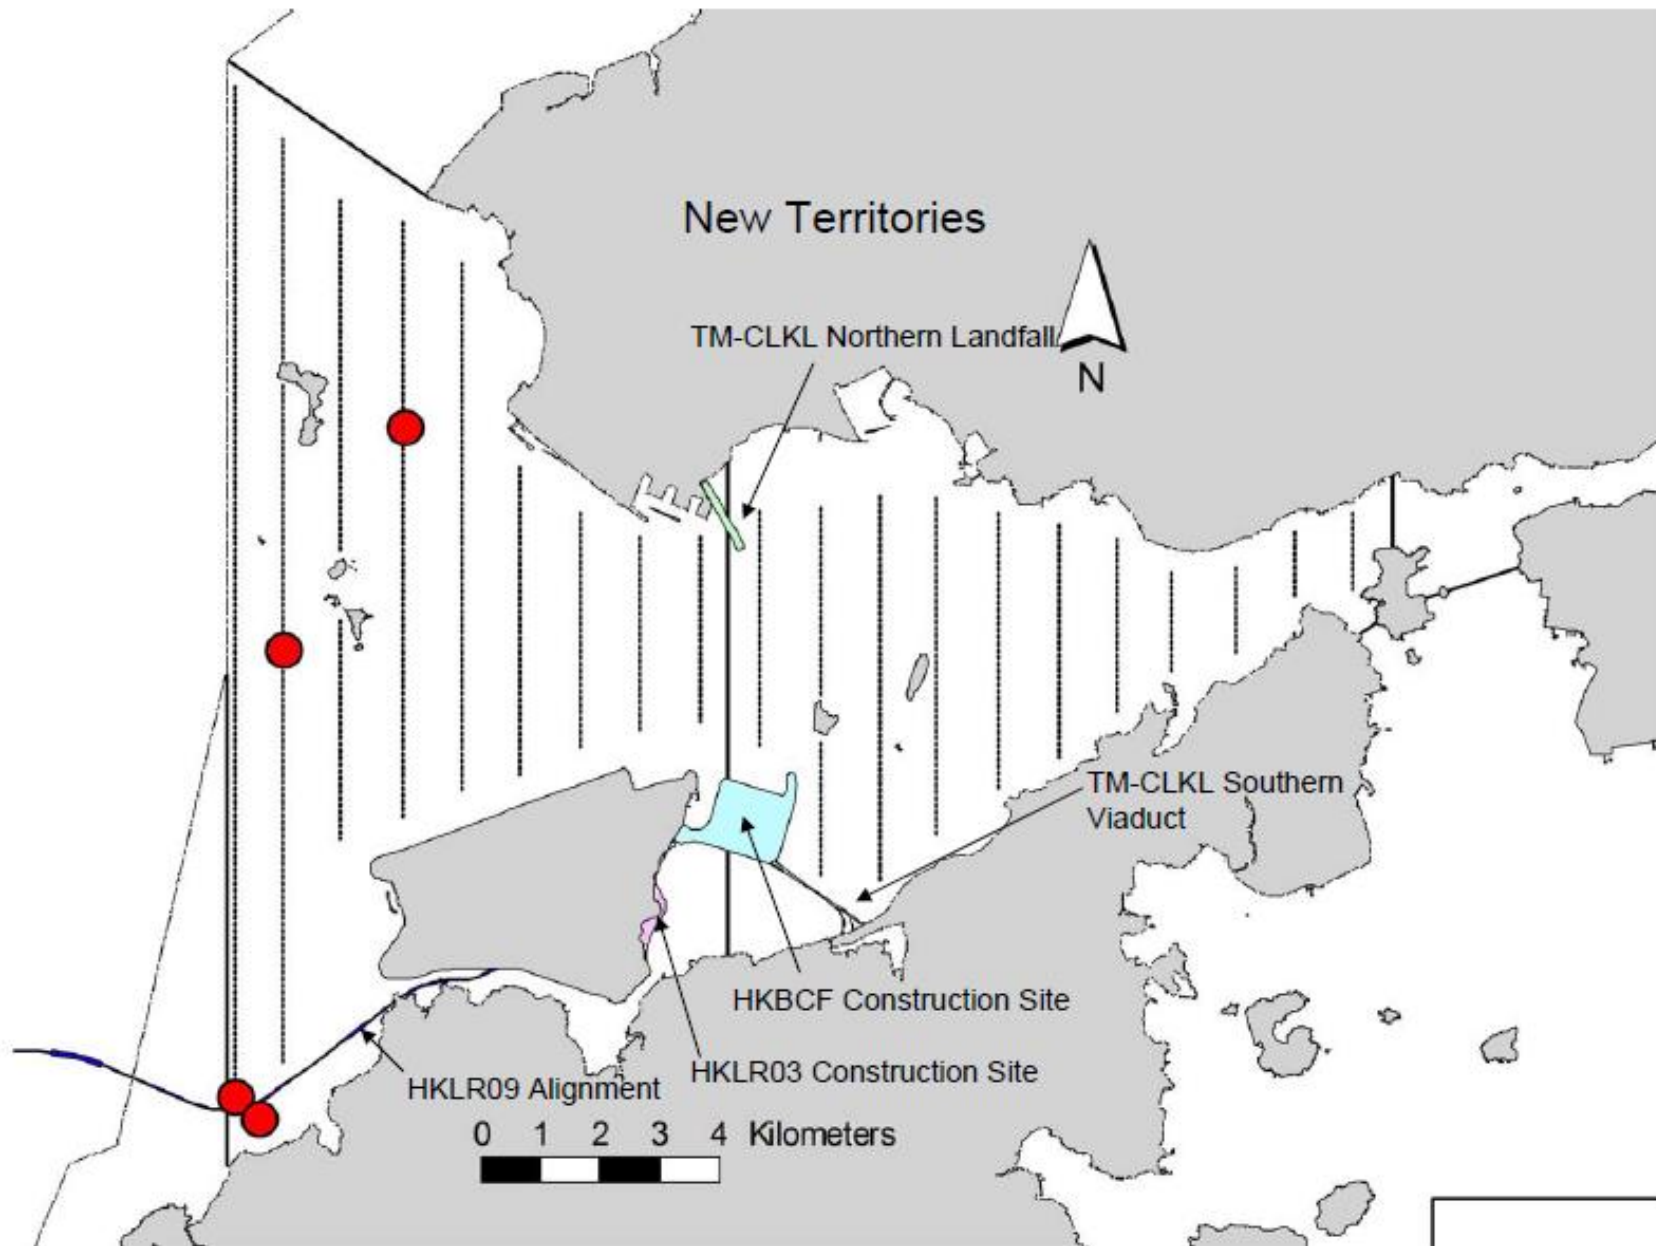 New Territories
TM-CLKL Northern Landfall
N
TM-CLKL Southern
Viaduct
HKBCF Construction Site
HKLR03 Construction Site
HKLR09 Alignment
0 1 2 3 4 Kilometers